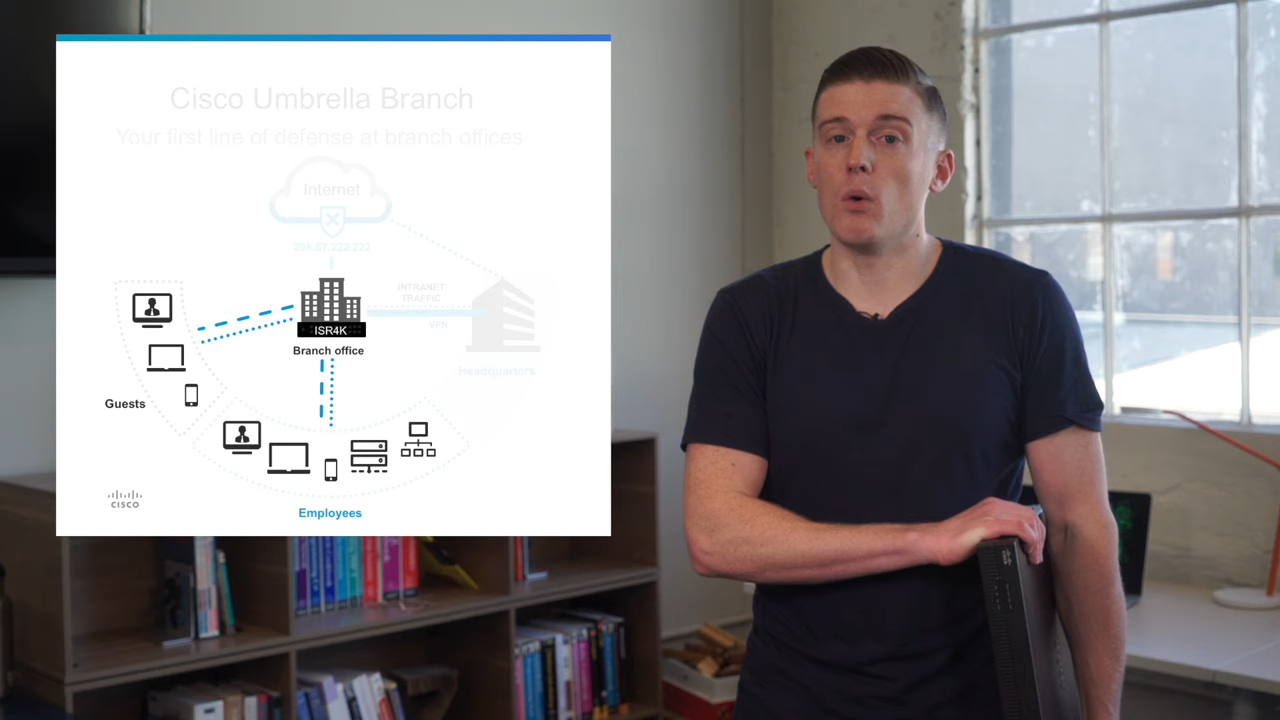 Cisco Umbrella Branch
Your first line of defense at branch offices
Internet
208.67.222.222
INTRANET
TRAFFIC
VPN
ISR4K
Branch office
Headquarters
Guests
Employees
CISCO